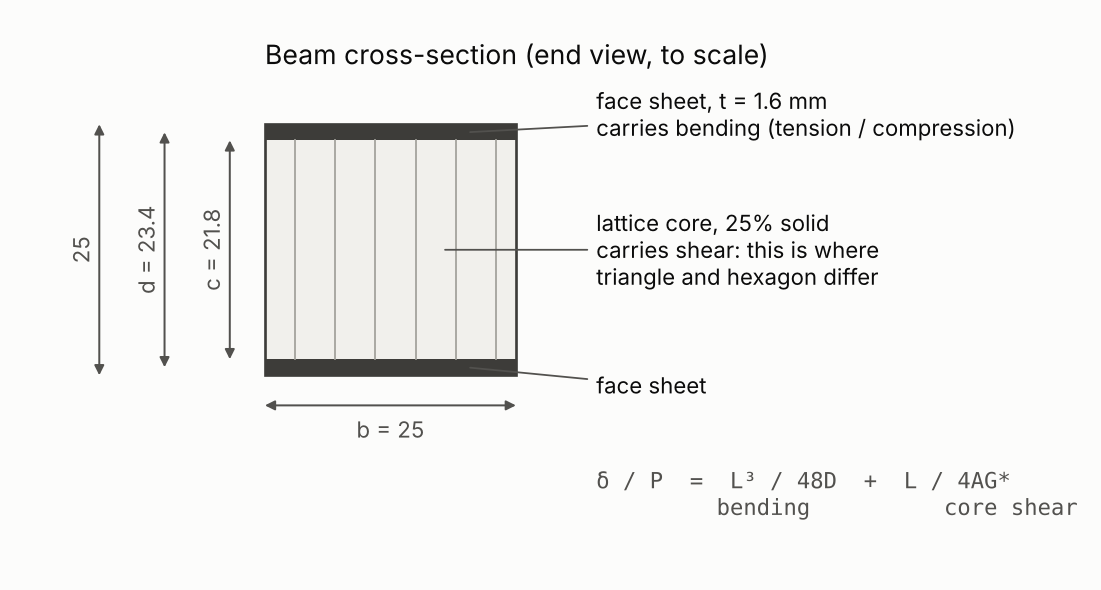 Beam cross-section (end view, to scale)
face sheet, t = 1.6 mm
carries bending (tension / compression)
25
d = 23.4
c = 21.8
lattice core, 25% solid
carries shear: this is where
triangle and hexagon differ
face sheet
b = 25
δ / P = L³ / 48D + L / 4AG*
bending core shear